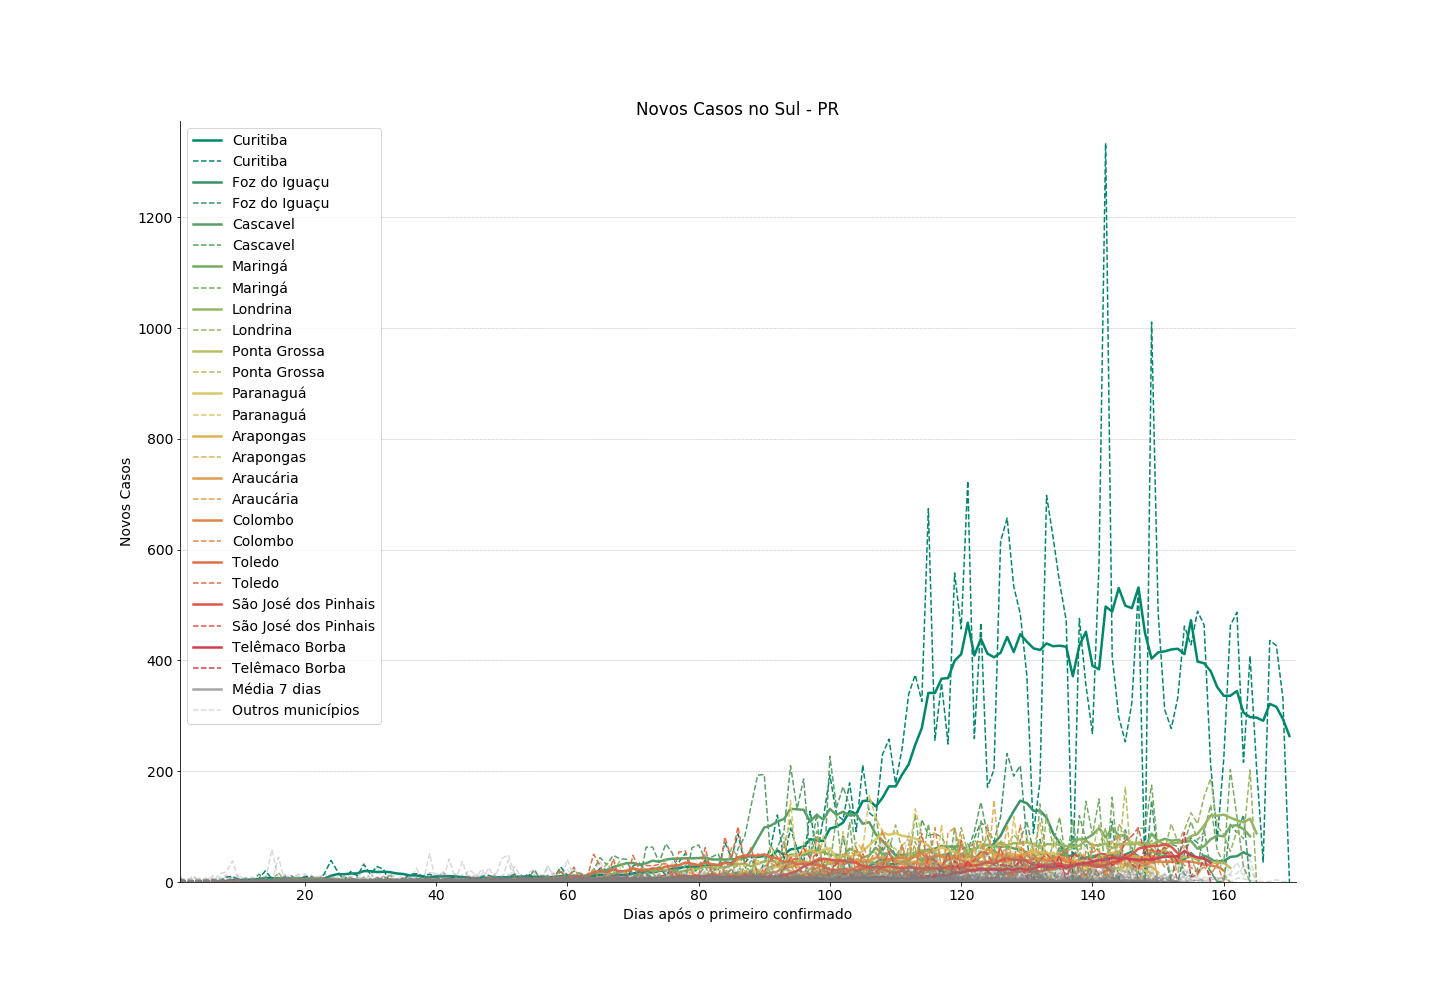 Novos Casos no Sul - PR
Curitiba
Curitiba
Foz do Iguaçu
Foz do Iguaçu
Cascavel
Cascavel
Maringá
Maringá
Londrina
Londrina
Ponta Grossa
Ponta Grossa
Paranaguá
Paranaguá
Arapongas
Arapongas
Araucária
Araucária
Colombo
Colombo
Toledo
Toledo
São José dos Pinhais
São José dos Pinhais
Telêmaco Borba
Telêmaco Borba
Média 7 dias
Outros municípios
Novos Casos
1200
1000
800
600
400
200
0
20 40 60 80 100 120 140 160
Dias após o primeiro confirmado